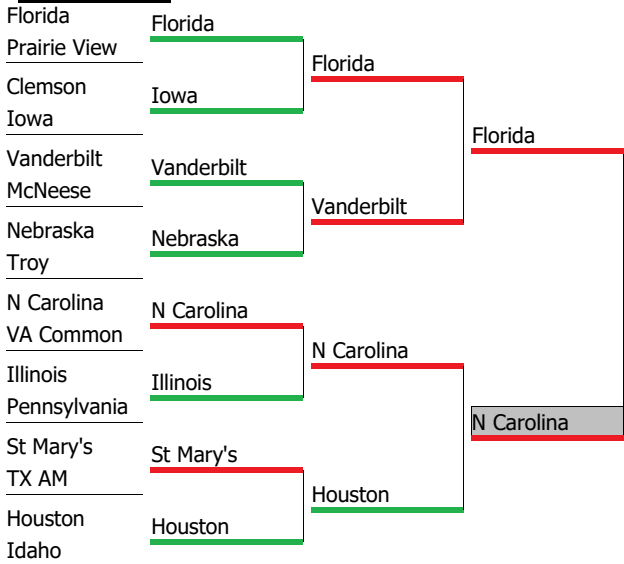 Florida
Prairie View
Clemson
Iowa
Vanderbilt
McNeese
Nebraska
Troy
N Carolina
VA Common
Illinois
Pennsylvania
St Mary's
TX AM
Houston
Idaho
Florida
Iowa
Vanderbilt
Nebraska
N Carolina
Illinois
St Mary's
Houston
Florida
Vanderbilt
N Carolina
Houston
Florida
N Carolina